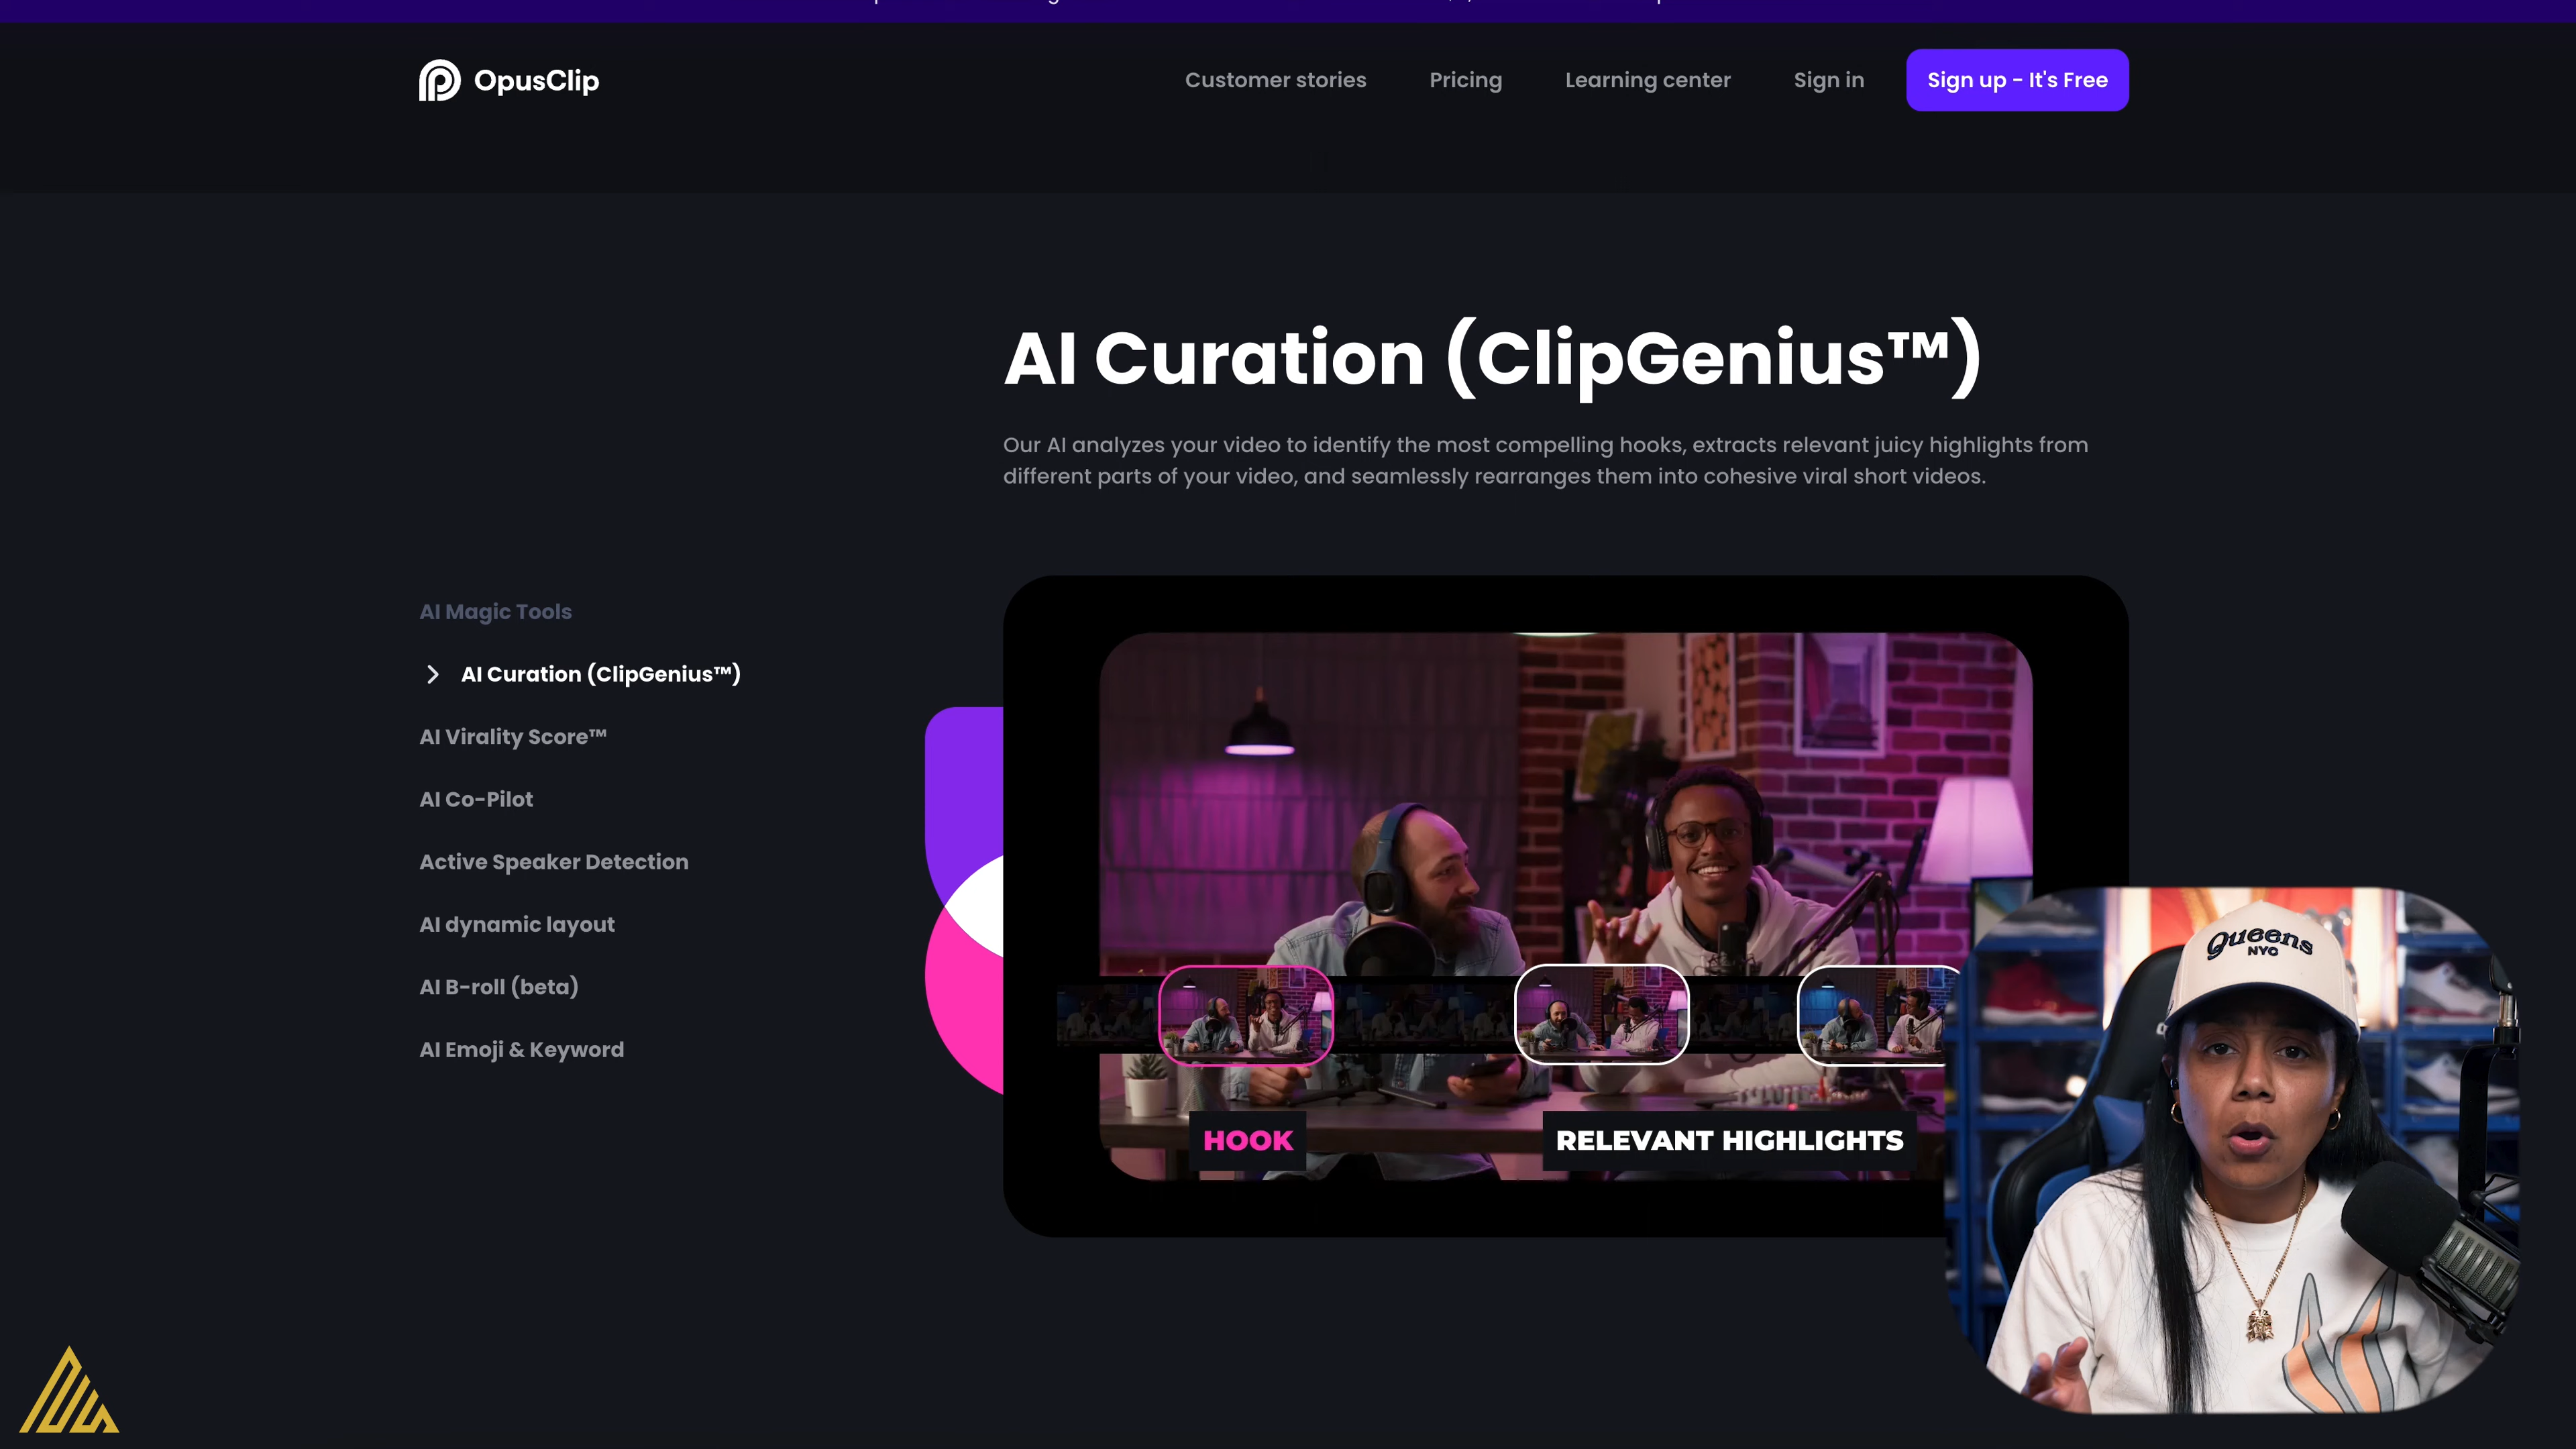 OpusClip
Customer stories
Pricing
Learning center
Sign in
Sign up - It's Free
AI Curation (ClipGenius™)
Our AI analyzes your video to identify the most compelling hooks, extracts relevant juicy highlights from
different parts of your video, and seamlessly rearranges them into cohesive viral short videos.
AI Magic Tools
AI Curation (ClipGenius™)
AI Virality Score™
AI Co-Pilot
Active Speaker Detection
AI dynamic layout
AI B-roll (beta)
AI Emoji & Keyword
HOOK
RELEVANT HIGHLIGHTS
Queens
NYC